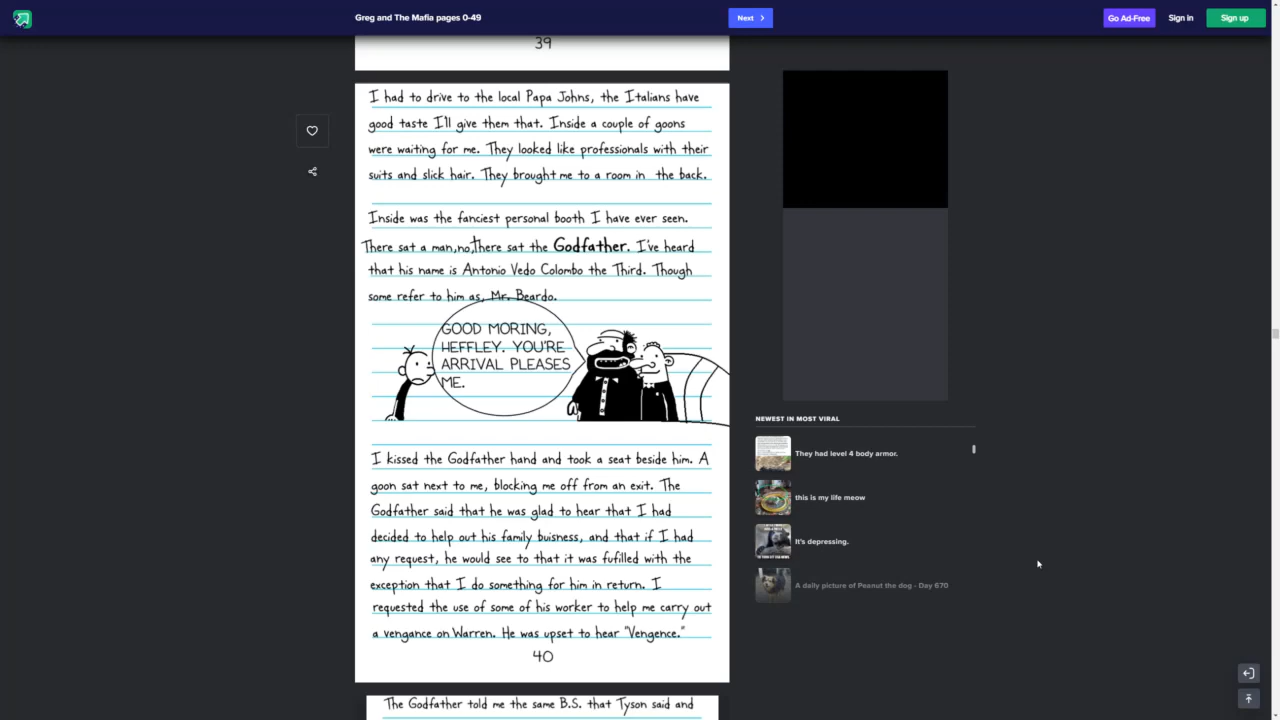 Greg and The Mafia pages 0-49
Next
Go Ad-Free
Sign in
Sign up
39
I had to drive to the local Papa Johns, the Italians have
good taste I'll give them that. Inside a couple of goons
were waiting for me. They looked like professionals with their
suits and slick hair. They brought me to a room in the back.
Inside was the fanciest personal booth I have ever seen.
There sat a man,no,there sat the Godfather. I've heard
that his name is Antonio Vedo Colombo the Third. Though
some refer to him as, Mr. Beardo.
GOOD MORING,
HEFFLEY. YOU'RE
ARRIVAL PLEASES
ME.
I kissed the Godfather hand and took a seat beside him. A
goon sat next to me, blocking me off from an exit. The
Godfather said that he was glad to hear that I had
decided to help out his family buisness, and that if I had
any request, he would see to that it was fufilled with the
exception that I do something for him in return. I
requested the use of some of his worker to help me carry out
a vengance on Warren. He was upset to hear "Vengence."
40
The Godfather told me the same B.S. that Tyson said and
NEWEST IN MOST VIRAL
They had level 4 body armor.
this is my life meow
It's depressing.
A daily picture of Peanut the dog - Day 670